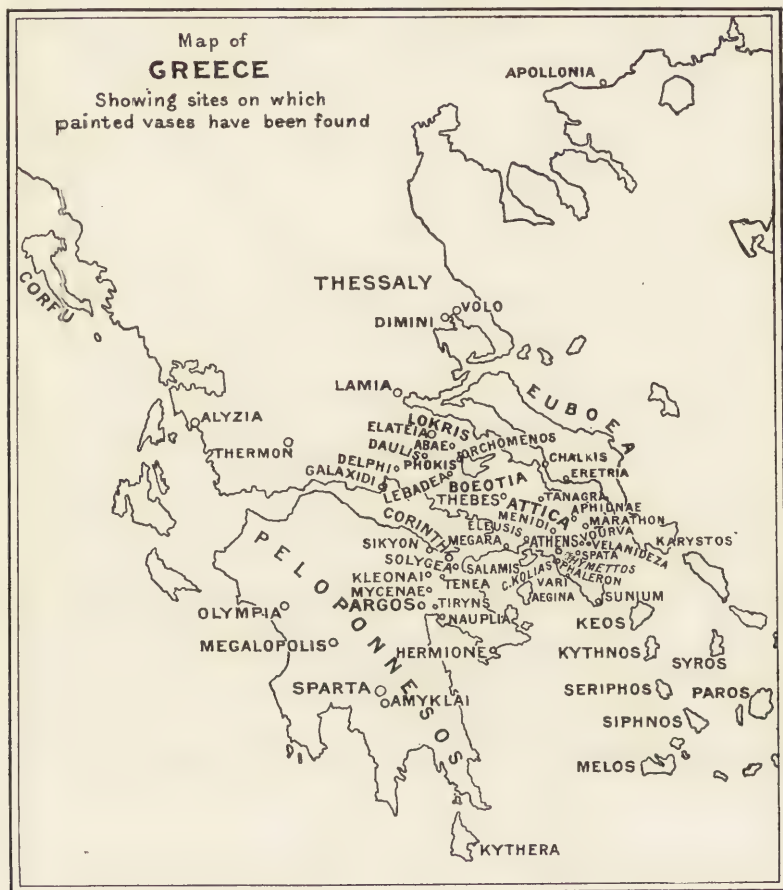 Map of
GREECE
Showing sites on which
painted vases have been found
APOLLONIA
CORFU
THESSALY
VOLO
DIMINI
LAMIA
EUBOEA
ALYZIA
THERMON
LOKRIS
ELATEIA
ABAE
ORCHOMENOS
DAULIS
DELPHI
PHOKIS
CHALKIS
GALAXIDI
LEBADEA
BOEOTIA
ERETRIA
THEBES
TANAGRA
ATTICA
APHIDNAE
CORINTH
MENIDI
MARATHON
ELEUSIS
VOURVA
SIKYON
MEGARA
ATHENS
VELANIDEZA
KARYSTOS
SPATA
SOLYGEA
SALAMIS
HYMETTOS
C. KOLIAS
PHALERON
KLEONAI
TENEA
VARI
MYCENAE
AEGINA
SUNIUM
ARGOS
TIRYNS
NAUPLIA
OLYMPIA
PELOPONNESOS
KEOS
MEGALOPOLIS
HERMIONE
KYTHNOS
SYROS
SPARTA
AMYKLAI
SERIPHOS
PAROS
SIPHNOS
MELOS
KYTHERA